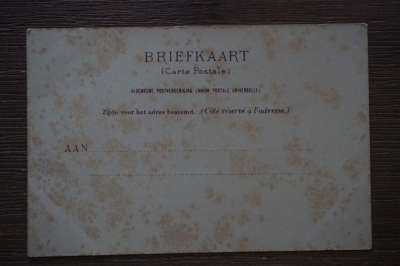 BRIEFKAART
(Carte Postale)
ALGEMEENE POSTVEREENIGING (UNION POSTALE UNIVERSELLE)
Zijde voor het adres bestemd. (Côté réservé à l'adresse.)
AAN